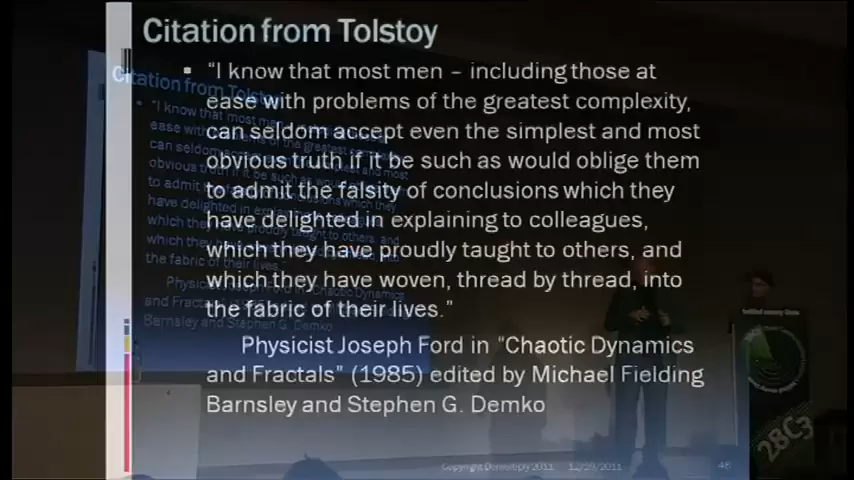 Citation from Tolstoy
"I know that most men – including those at
ease with problems of the greatest complexity,
can seldom accept even the simplest and most
obvious truth if it be such as would oblige them
to admit the falsity of conclusions which they
have delighted in explaining to colleagues,
which they have proudly taught to others, and
which they have woven, thread by thread, into
the fabric of their lives."
Physicist Joseph Ford in "Chaotic Dynamics
and Fractals" (1985) edited by Michael Fielding
Barnsley and Stephen G. Demko
12/29/2011
28C3